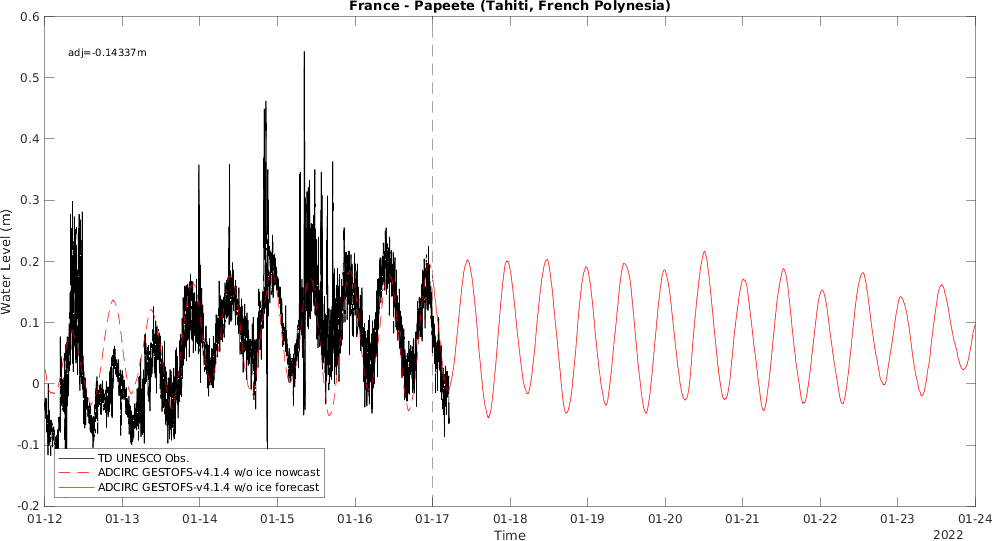 France - Papeete (Tahiti, French Polynesia)
adj=-0.14337m
0.6
0.5
0.4
0.3
0.2
0.1
0
-0.1
-0.2
Water Level (m)
TD UNESCO Obs.
ADCIRC GESTOFS-v4.1.4 w/o ice nowcast
ADCIRC GESTOFS-v4.1.4 w/o ice forecast
01-12 01-13 01-14 01-15 01-16 01-17 01-18 01-19 01-20 01-21 01-22 01-23 01-24
Time
2022